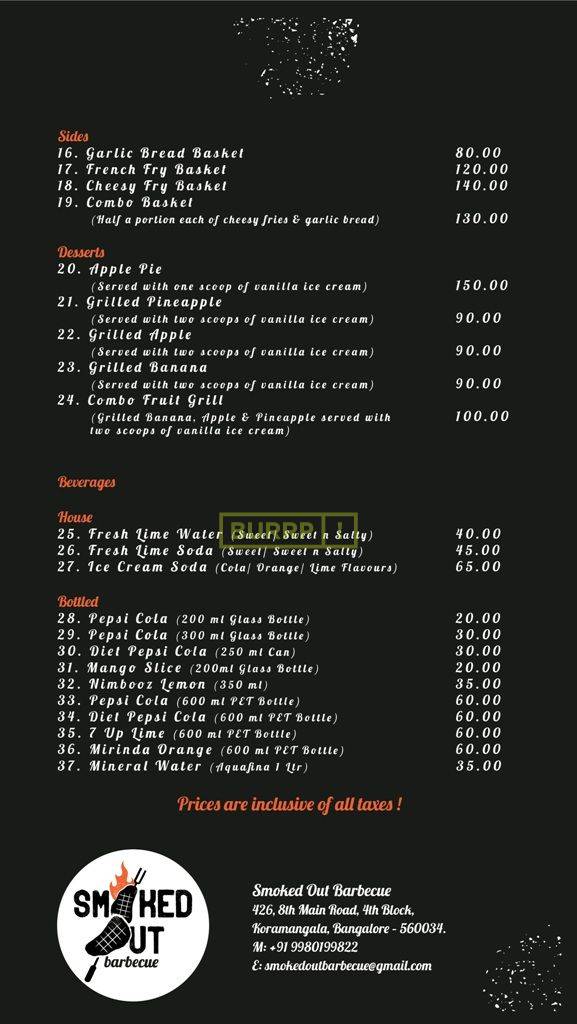 Sides
16. Garlic Bread Basket 80.00
17. French Fry Basket 120.00
18. Cheesy Fry Basket 140.00
19. Combo Basket
(Half a portion each of cheesy fries & garlic bread) 130.00
Desserts
20. Apple Pie
(Served with one scoop of vanilla ice cream) 150.00
21. Grilled Pineapple
(Served with two scoops of vanilla ice cream) 90.00
22. Grilled Apple
(Served with two scoops of vanilla ice cream) 90.00
23. Grilled Banana
(Served with two scoops of vanilla ice cream) 90.00
24. Combo Fruit Grill
(Grilled Banana, Apple & Pineapple served with 100.00
two scoops of vanilla ice cream)
Beverages
House
25. Fresh Lime Water (Sweet/ Sweet n Salty) 40.00
BURRP!
26. Fresh Lime Soda (Sweet/ Sweet n Salty) 45.00
27. Ice Cream Soda (Cola/ Orange/ Lime Flavours) 65.00
Bottled
28. Pepsi Cola (200 ml Glass Bottle) 20.00
29. Pepsi Cola (300 ml Glass Bottle) 30.00
30. Diet Pepsi Cola (250 ml Can) 30.00
31. Mango Slice (200ml Glass Bottle) 20.00
32. Nimbooz Lemon (350 ml) 35.00
33. Pepsi Cola (600 ml PET Bottle) 60.00
34. Diet Pepsi Cola (600 ml PET Bottle) 60.00
35. 7 Up Lime (600 ml PET Bottle) 60.00
36. Mirinda Orange (600 ml PET Bottle) 60.00
37. Mineral Water (Aquafina 1 Ltr) 35.00
Prices are inclusive of all taxes !
SMOKED
OUT
barbecue
Smoked Out Barbecue
426, 8th Main Road, 4th Block,
Koramangala, Bangalore - 560034.
M: +91 9980199822
E: smokedoutbarbecue@gmail.com